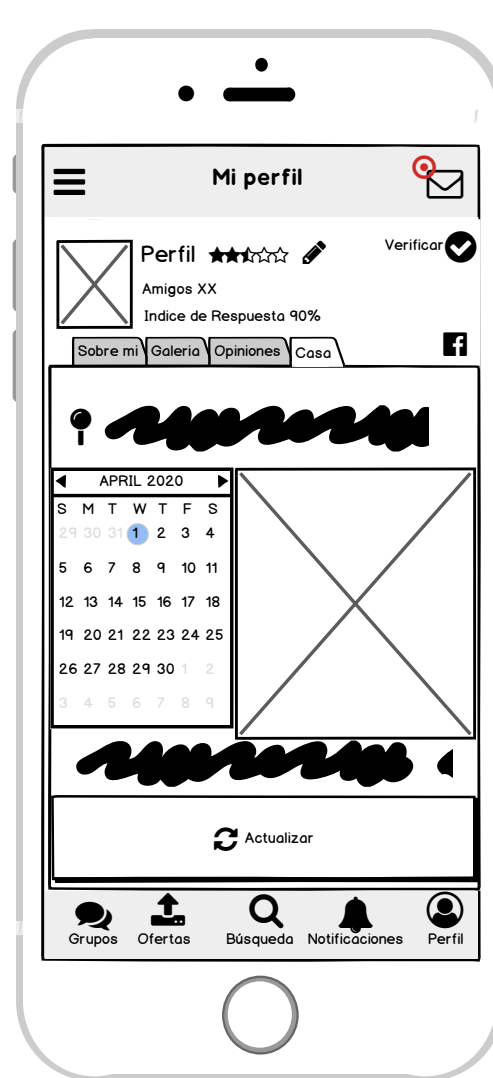 Mi perfil
Perfil
Verificar
Amigos XX
Indice de Respuesta 90%
Sobre mi Galeria Opiniones Casa
APRIL 2020
S M T W T F S
29 30 31 1 2 3 4
5 6 7 8 9 10 11
12 13 14 15 16 17 18
19 20 21 22 23 24 25
26 27 28 29 30 1 2
3 4 5 6 7 8 9
Actualizar
Grupos Ofertas Búsqueda Notificaciones Perfil